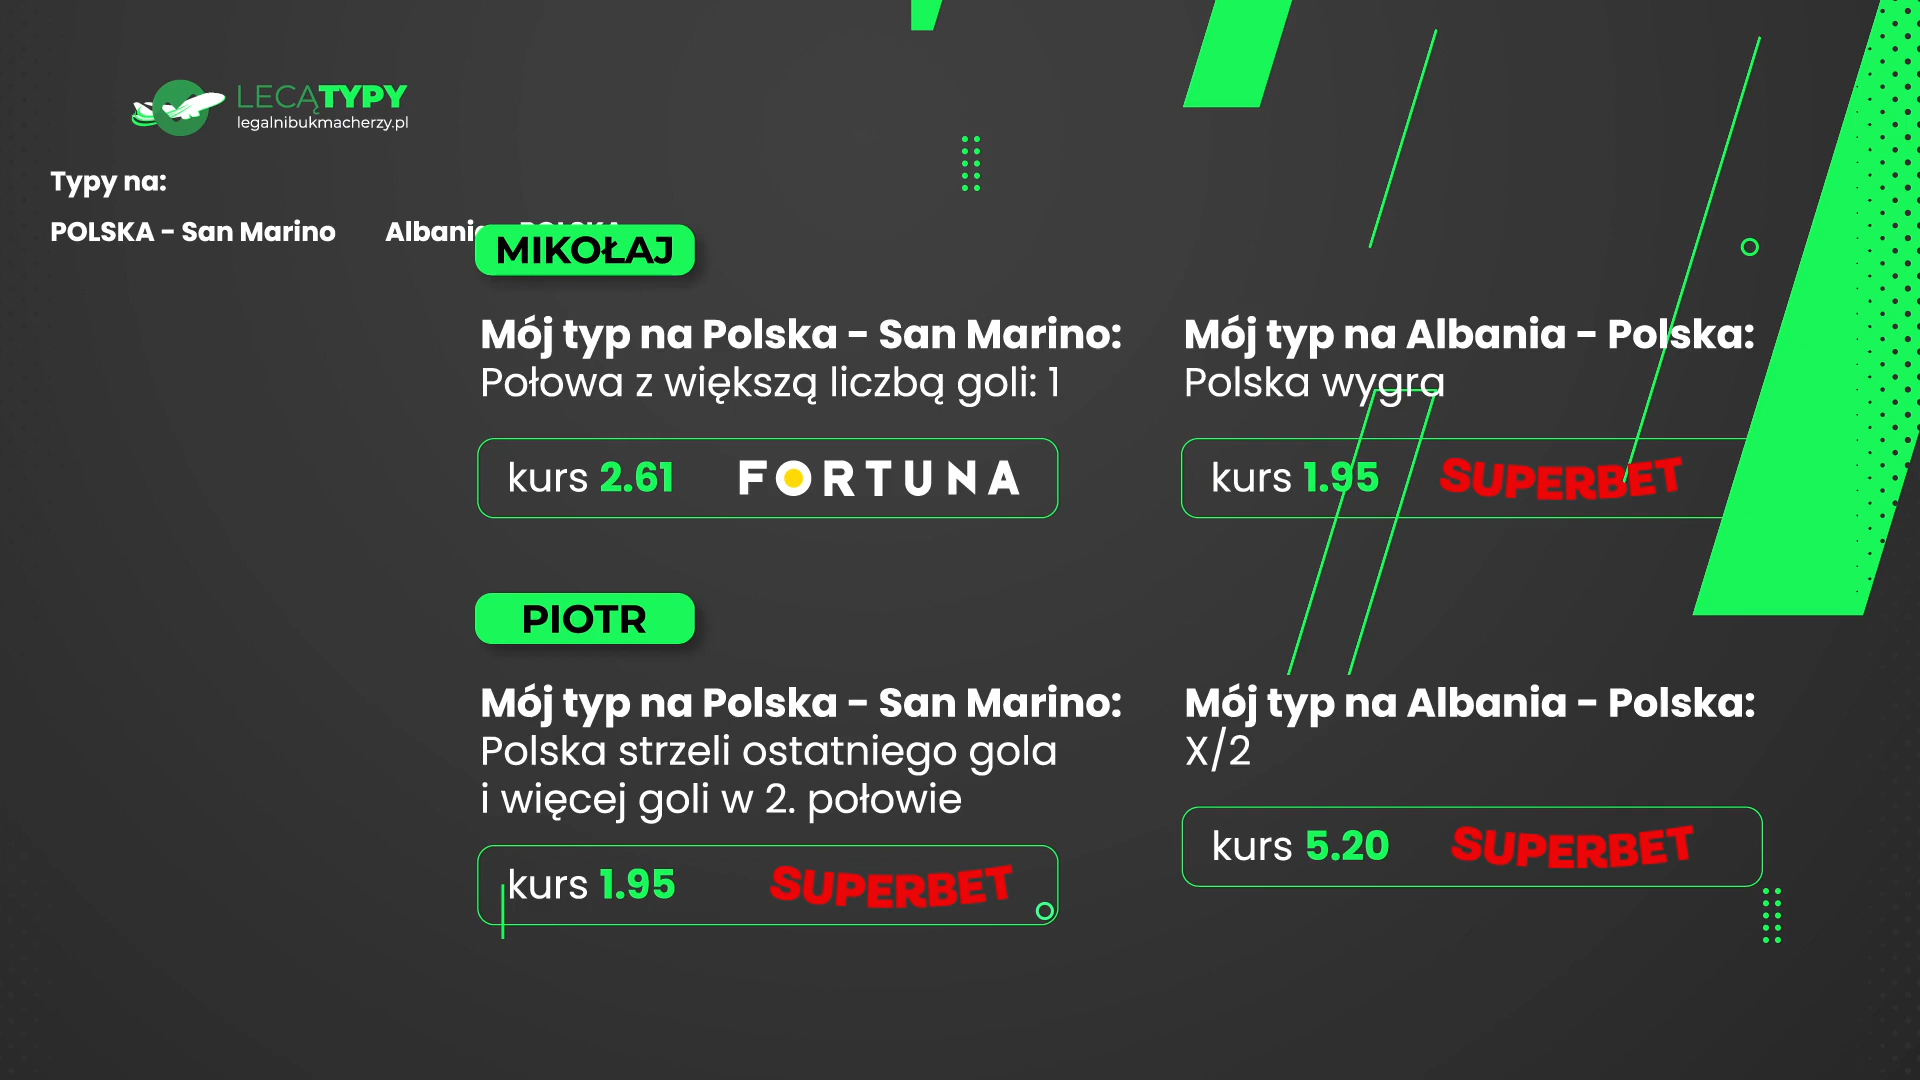 LECĄTYPY
legalnibukmacherzy.pl
Typy na:
POLSKA - San Marino
Albania - POLSKA
MIKOŁAJ
Mój typ na Polska - San Marino:
Połowa z większą liczbą goli: 1
kurs 2.61 FORTUNA
Mój typ na Albania - Polska:
Polska wygra
kurs 1.95 SUPERBET
PIOTR
Mój typ na Polska - San Marino:
Polska strzeli ostatniego gola
i więcej goli w 2. połowie
kurs 1.95 SUPERBET
Mój typ na Albania - Polska:
X/2
kurs 5.20 SUPERBET